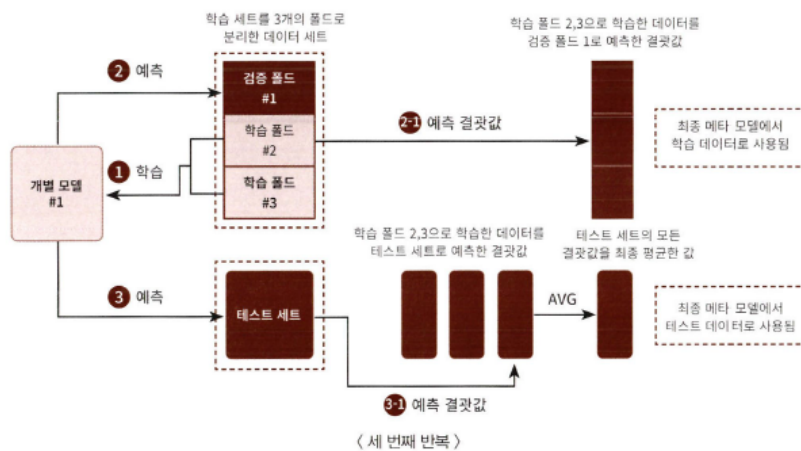 학습 세트를 3개의 폴드로
분리한 데이터 세트
학습 폴드 2,3으로 학습한 데이터를
검증 폴드 1로 예측한 결괏값
2 예측
검증 폴드
#1
학습 폴드
#2
학습 폴드
#3
2-1 예측 결괏값
최종 메타 모델에서
학습 데이터로 사용됨
1 학습
개별 모델
#1
학습 폴드 2,3으로 학습한 데이터를
테스트 세트로 예측한 결괏값
테스트 세트의 모든
결괏값을 최종 평균한 값
3 예측
테스트 세트
AVG
최종 메타 모델에서
테스트 데이터로 사용됨
3-1 예측 결괏값
〈 세 번째 반복 〉